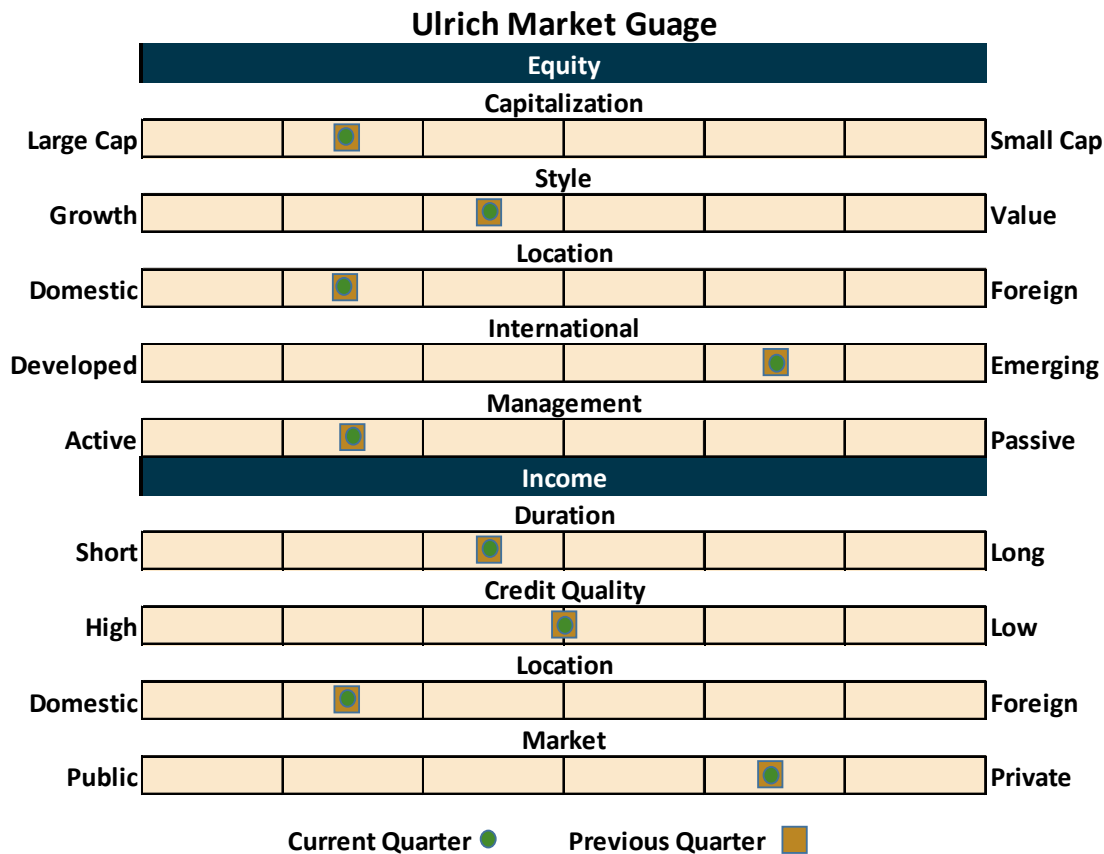 Ulrich Market Guage
Equity
Capitalization
Large Cap Small Cap
Style
Growth Value
Location
Domestic Foreign
International
Developed Emerging
Management
Active Passive
Income
Duration
Short Long
Credit Quality
High Low
Location
Domestic Foreign
Market
Public Private
Current Quarter Previous Quarter